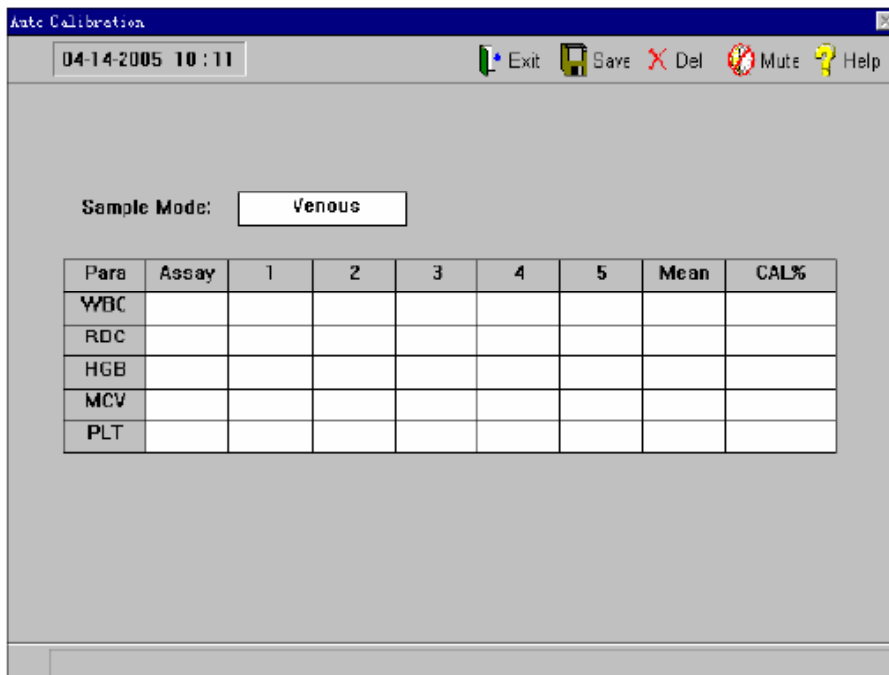 Auto Calibration
04-14-2005 10:11 Exit Save Del Mute Help
Sample Mode: Venous
Para Assay 1 2 3 4 5 Mean CAL%
WBC
RDC
HGB
MCV
PLT